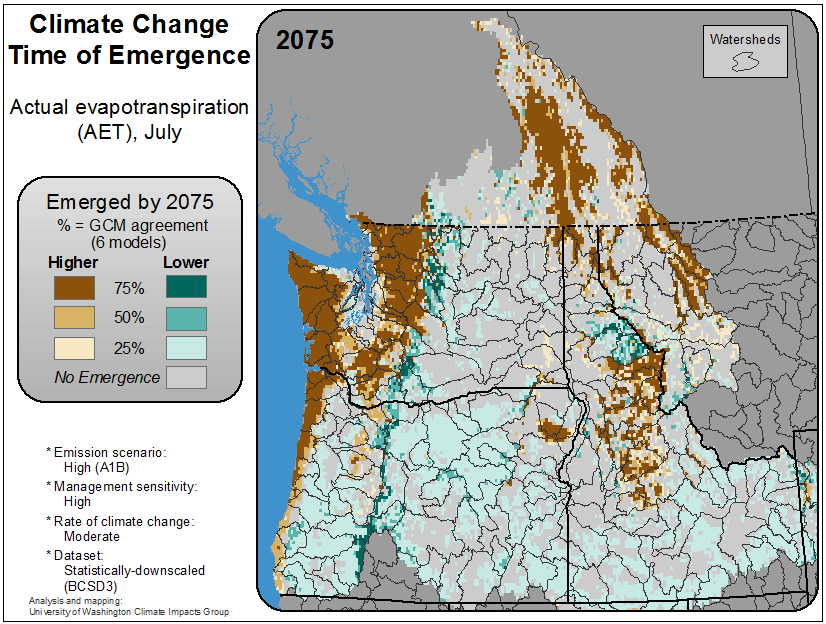 Climate Change
Time of Emergence
Actual evapotranspiration
(AET), July
Emerged by 2075
% = GCM agreement
(6 models)
Higher Lower
75%
50%
25%
No Emergence
* Emission scenario:
High (A1B)
* Management sensitivity:
High
* Rate of climate change:
Moderate
* Dataset:
Statistically-downscaled
(BCSD3)
Analysis and mapping:
University of Washington Climate Impacts Group
2075
Watersheds